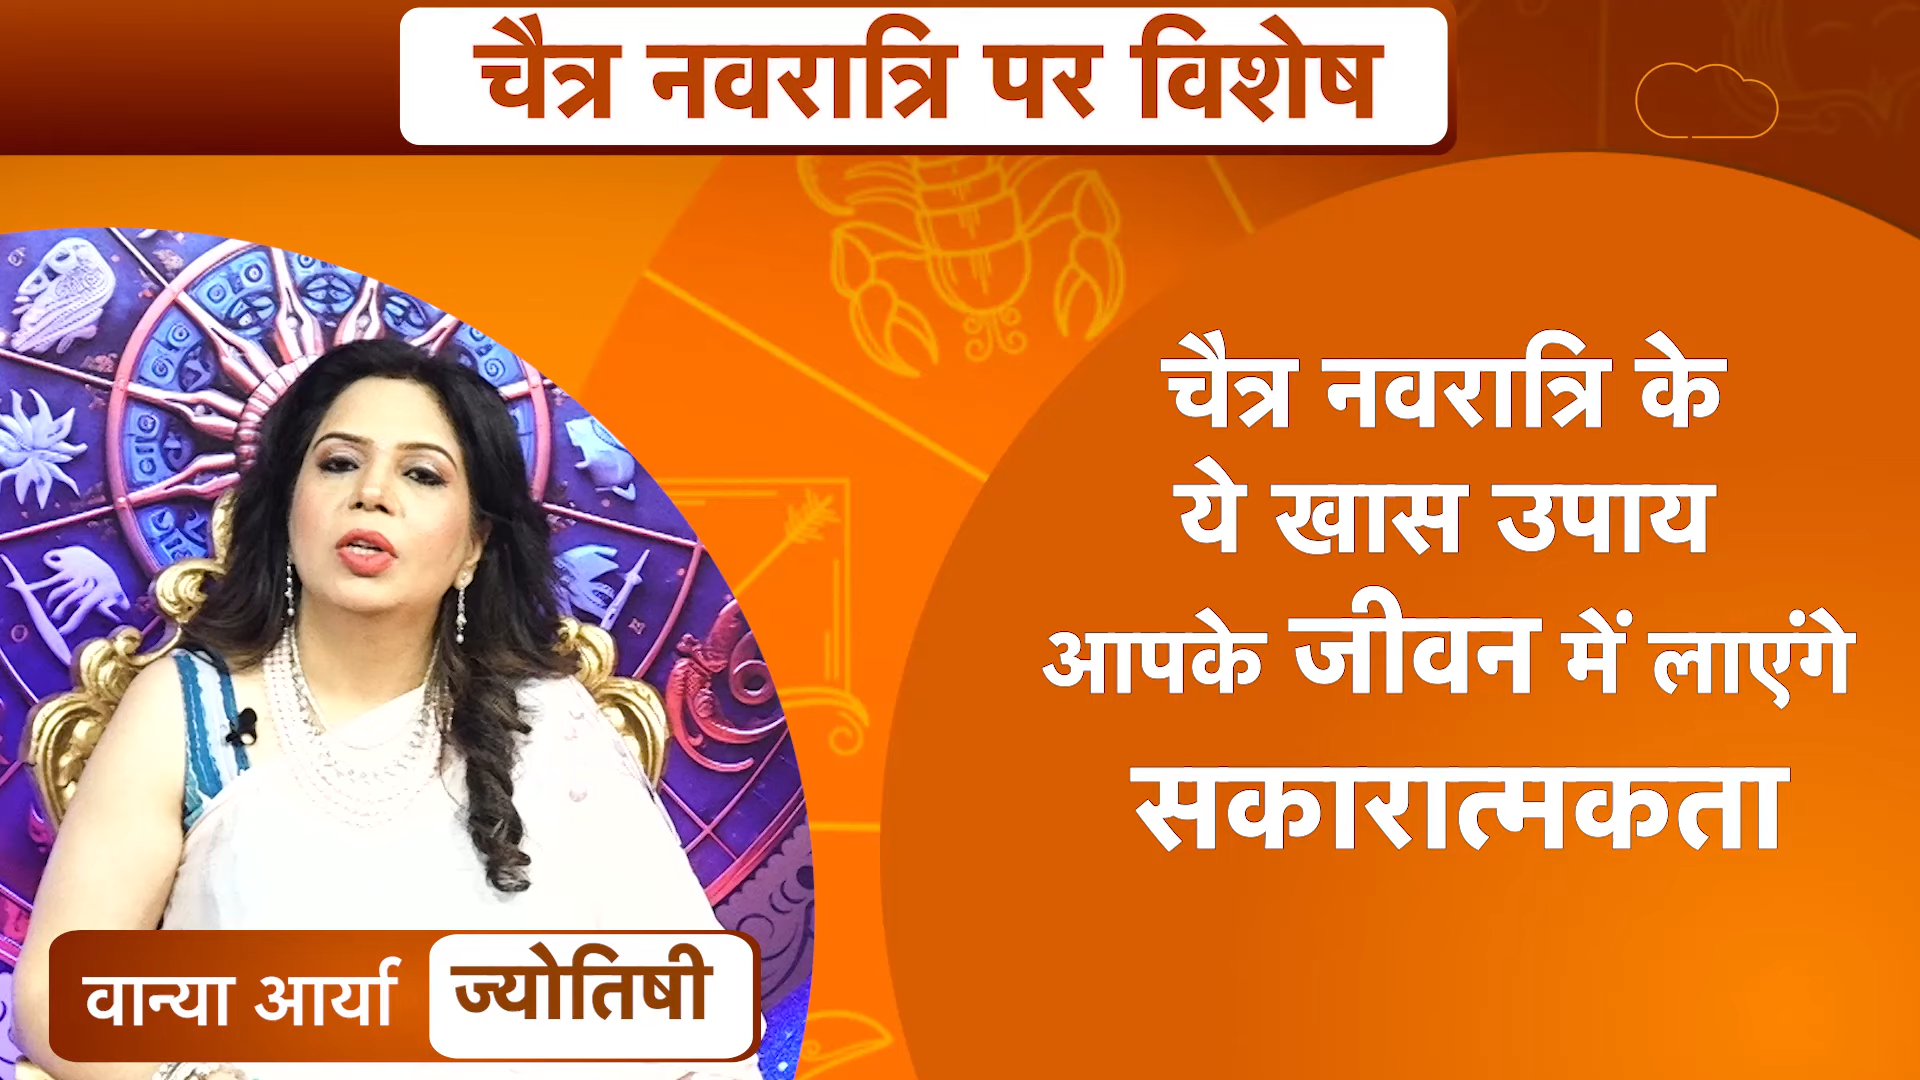 चैत्र नवरात्रि पर विशेष
चैत्र नवरात्रि के
ये खास उपाय
आपके जीवन में लाएंगे
सकारात्मकता
वान्या आर्या ज्योतिषी